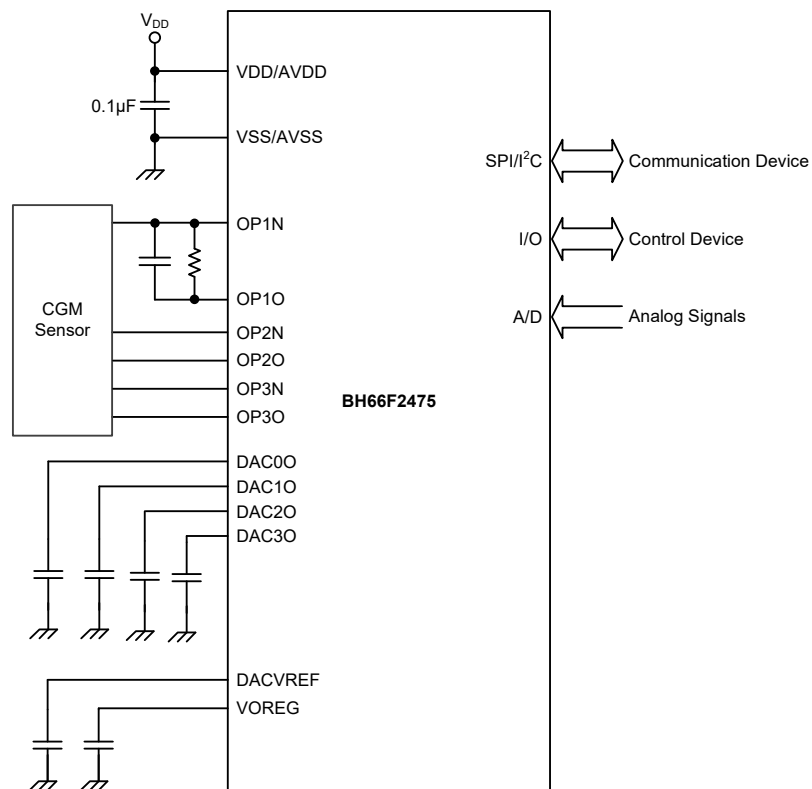 VDD
VDD/AVDD
0.1µF
VSS/AVSS
SPI/I²C
Communication Device
OP1N
I/O
Control Device
OP1O
CGM
Sensor
A/D
Analog Signals
OP2N
OP2O
OP3N
OP3O
BH66F2475
DAC0O
DAC1O
DAC2O
DAC3O
DACVREF
VOREG